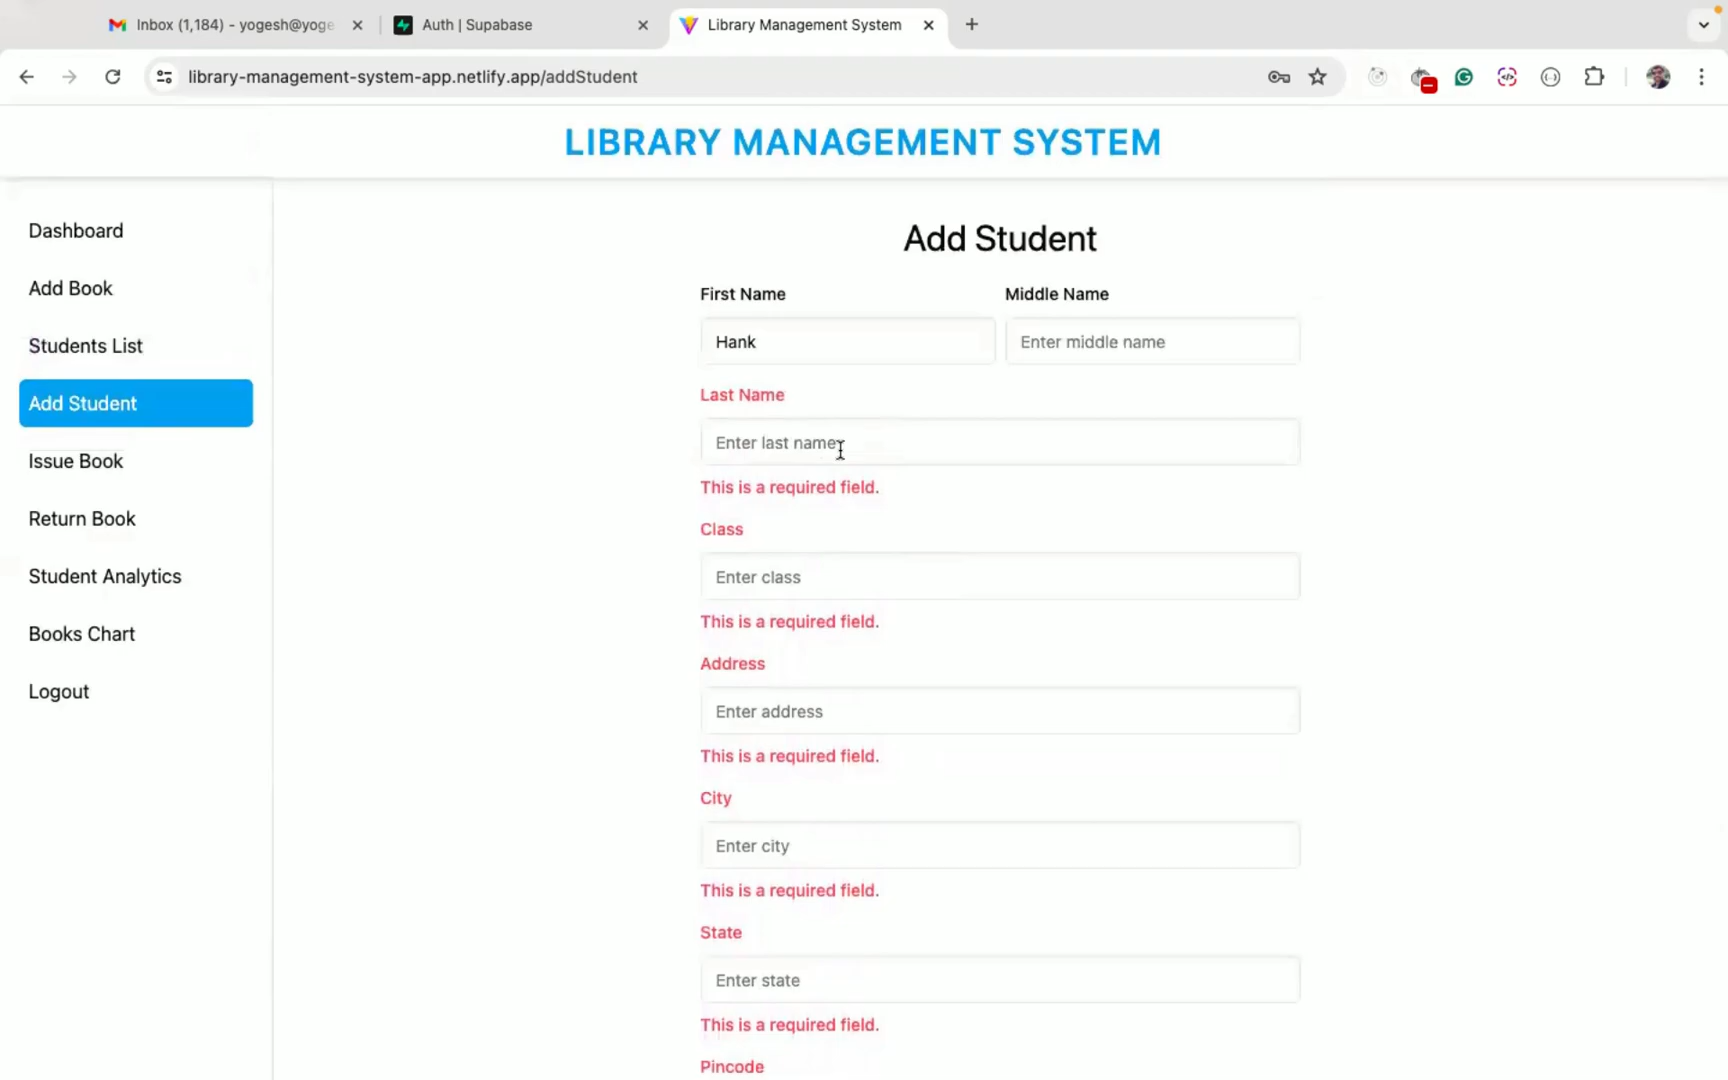 Inbox (1,184) - yogesh@yoge
Auth | Supabase
Library Management System
library-management-system-app.netlify.app/addStudent
LIBRARY MANAGEMENT SYSTEM
Dashboard
Add Book
Students List
Add Student
Issue Book
Return Book
Student Analytics
Books Chart
Logout
Add Student
First Name Middle Name
Hank Enter middle name
Last Name
Enter last name
This is a required field.
Class
Enter class
This is a required field.
Address
Enter address
This is a required field.
City
Enter city
This is a required field.
State
Enter state
This is a required field.
Pincode